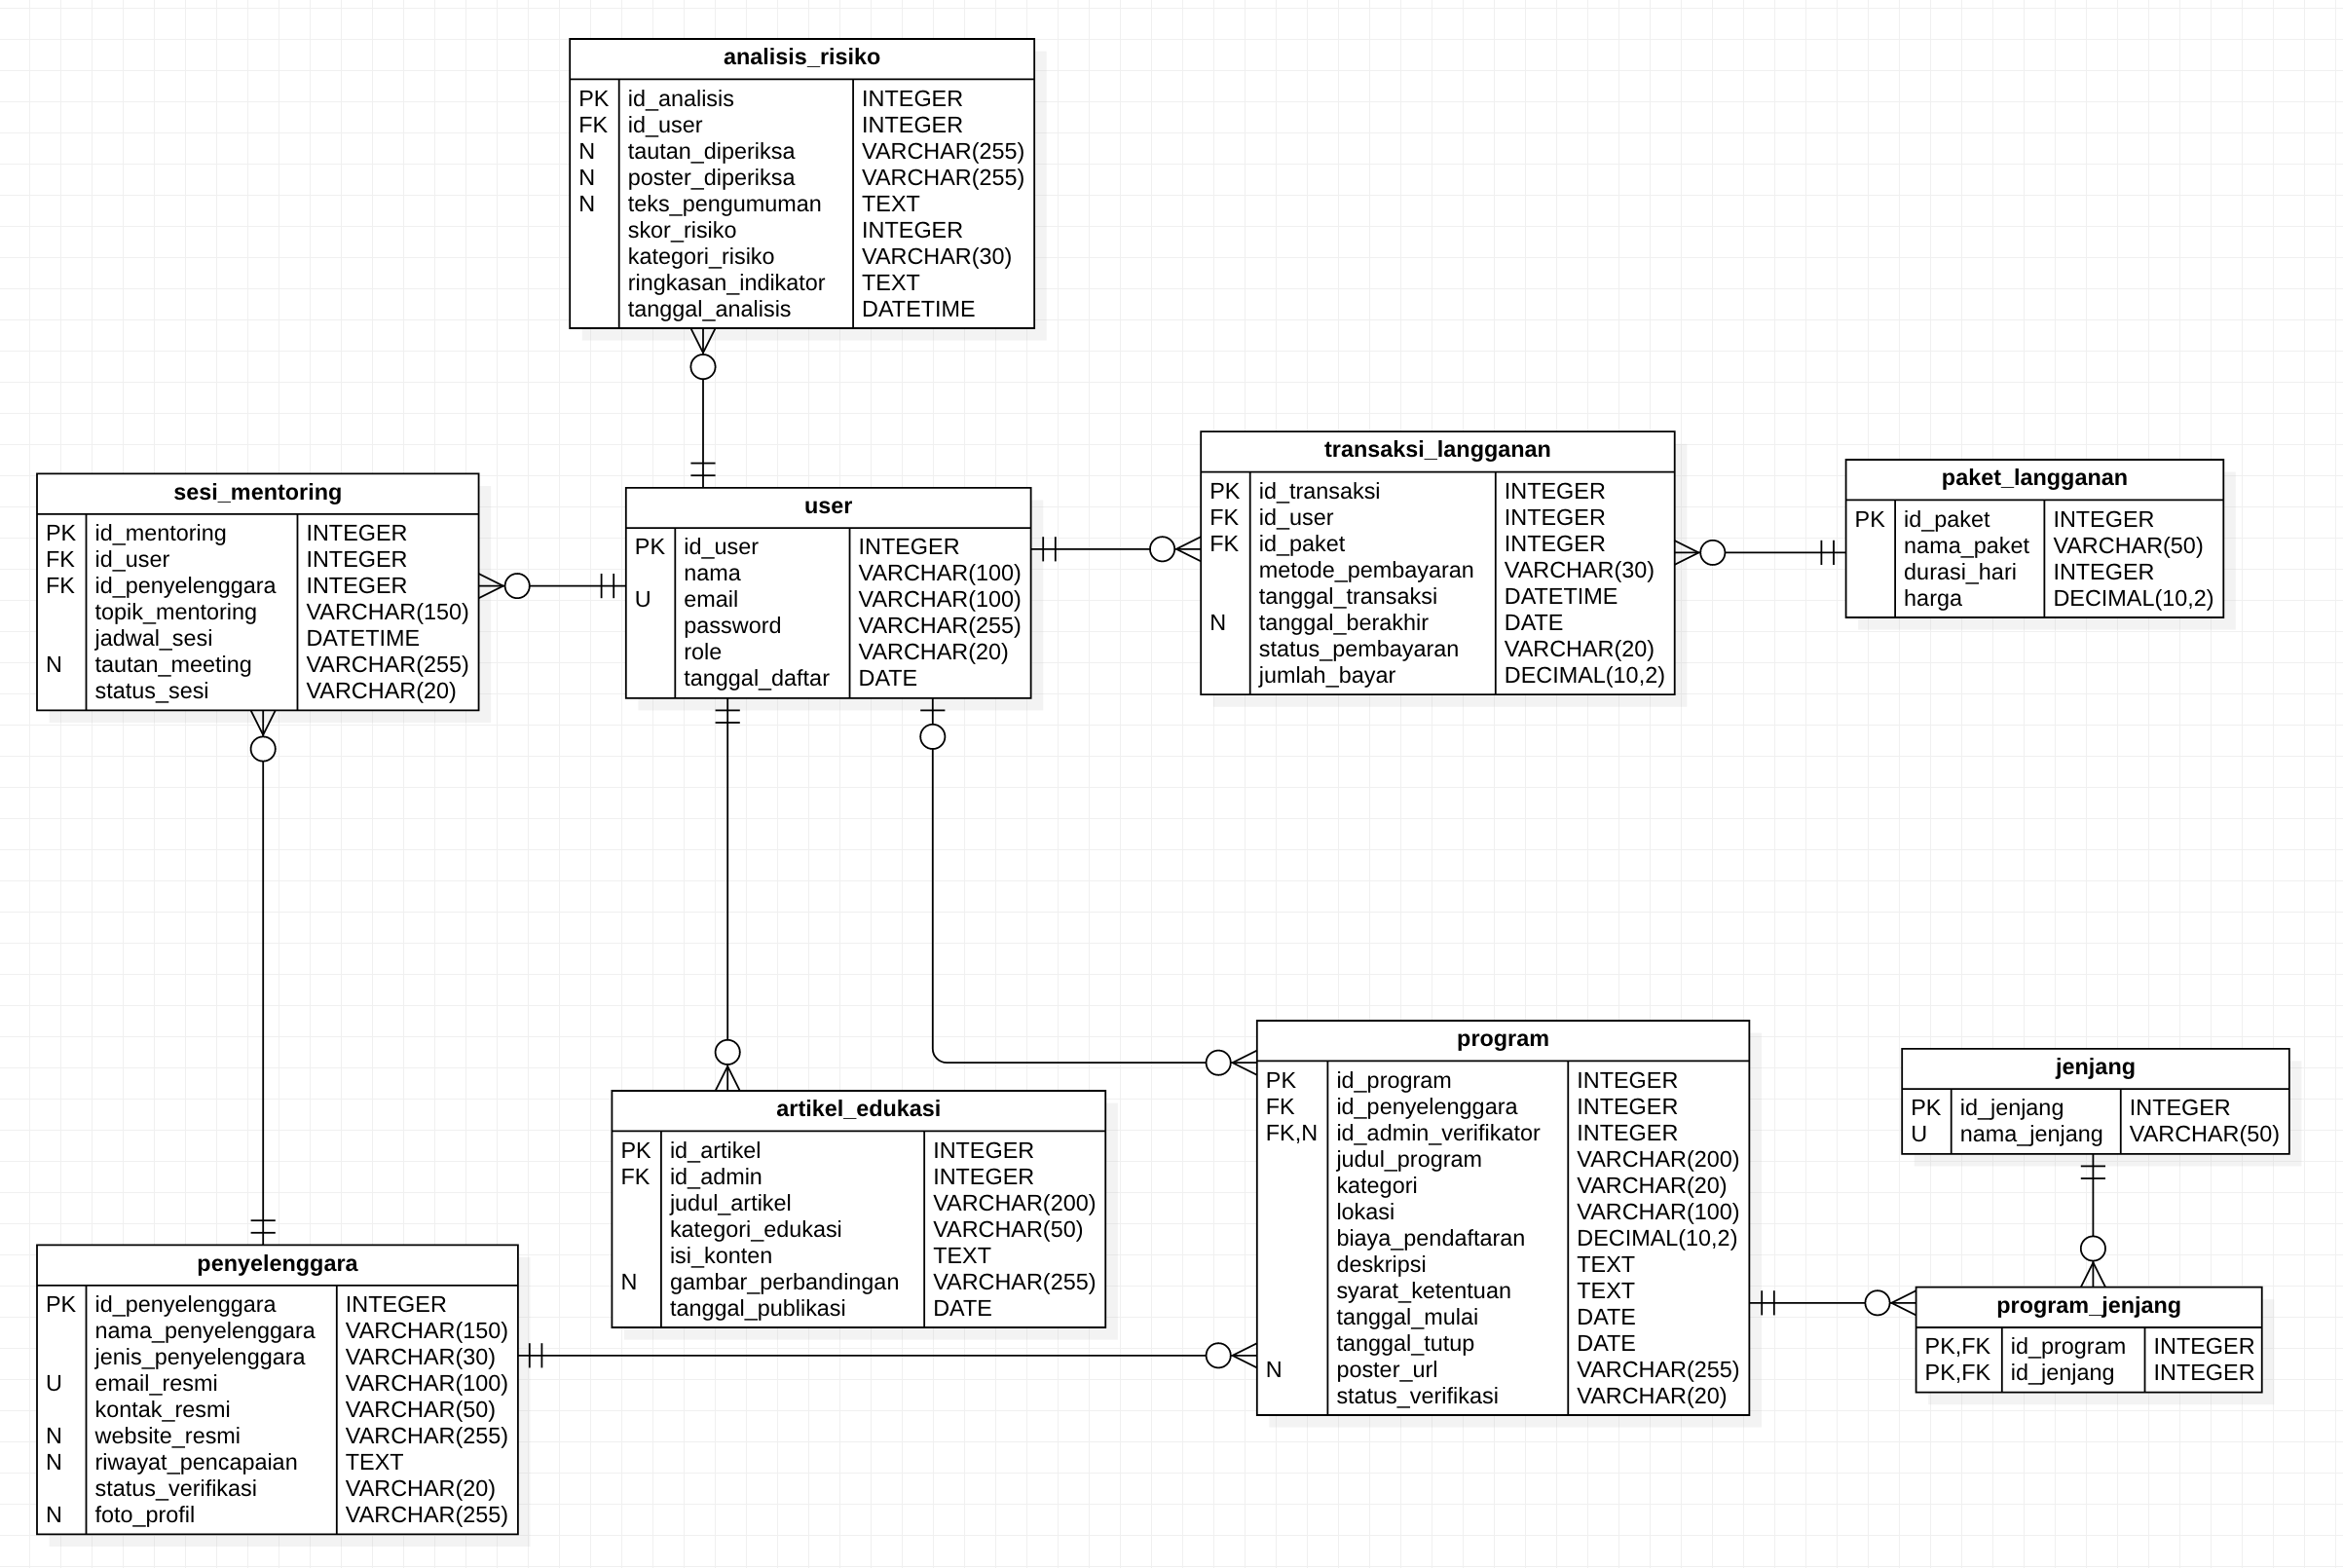 analisis_risiko
PK id_analisis INTEGER
FK id_user INTEGER
N tautan_diperiksa VARCHAR(255)
N poster_diperiksa VARCHAR(255)
N teks_pengumuman TEXT
skor_risiko INTEGER
kategori_risiko VARCHAR(30)
ringkasan_indikator TEXT
tanggal_analisis DATETIME
sesi_mentoring
PK id_mentoring INTEGER
FK id_user INTEGER
FK id_penyelenggara INTEGER
topik_mentoring VARCHAR(150)
jadwal_sesi DATETIME
N tautan_meeting VARCHAR(255)
status_sesi VARCHAR(20)
user
PK id_user INTEGER
nama VARCHAR(100)
U email VARCHAR(100)
password VARCHAR(255)
role VARCHAR(20)
tanggal_daftar DATE
transaksi_langganan
PK id_transaksi INTEGER
FK id_user INTEGER
FK id_paket INTEGER
metode_pembayaran VARCHAR(30)
tanggal_transaksi DATETIME
N tanggal_berakhir DATE
status_pembayaran VARCHAR(20)
jumlah_bayar DECIMAL(10,2)
paket_langganan
PK id_paket INTEGER
nama_paket VARCHAR(50)
durasi_hari INTEGER
harga DECIMAL(10,2)
penyelenggara
PK id_penyelenggara INTEGER
nama_penyelenggara VARCHAR(150)
jenis_penyelenggara VARCHAR(30)
U email_resmi VARCHAR(100)
kontak_resmi VARCHAR(50)
N website_resmi VARCHAR(255)
N riwayat_pencapaian TEXT
status_verifikasi VARCHAR(20)
N foto_profil VARCHAR(255)
artikel_edukasi
PK id_artikel INTEGER
FK id_admin INTEGER
judul_artikel VARCHAR(200)
kategori_edukasi VARCHAR(50)
isi_konten TEXT
N gambar_perbandingan VARCHAR(255)
tanggal_publikasi DATE
program
PK id_program INTEGER
FK id_penyelenggara INTEGER
FK,N id_admin_verifikator INTEGER
judul_program VARCHAR(200)
kategori VARCHAR(20)
lokasi VARCHAR(100)
biaya_pendaftaran DECIMAL(10,2)
deskripsi TEXT
syarat_ketentuan TEXT
tanggal_mulai DATE
tanggal_tutup DATE
N poster_url VARCHAR(255)
status_verifikasi VARCHAR(20)
jenjang
PK id_jenjang INTEGER
U nama_jenjang VARCHAR(50)
program_jenjang
PK,FK id_program INTEGER
PK,FK id_jenjang INTEGER